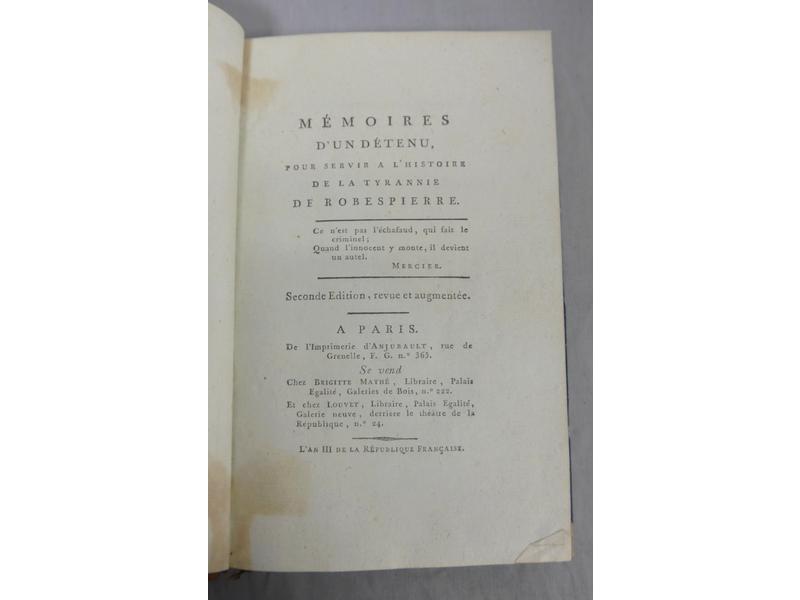 MÉMOIRES
D'UN DÉTENU,
POUR SERVIR A L'HISTOIRE
DE LA TYRANNIE
DE ROBESPIERRE.
Ce n'est pas l'échafaud, qui fait le
criminel;
Quand l'innocent y monte, il devient
un autel.
MERCIER.
Seconde Edition, revue et augmentée.
A PARIS.
De l'Imprimerie d'ANJUBAULT, rue de
Grenelle, F. G. n.° 363.
Se vend
Chez BRIGITTE MATHÉ, Libraire, Palais
Egalité, Galeries de Bois, n.° 222.
Et chez LOUVET, Libraire, Palais Egalité,
Galerie neuve, derriere le théâtre de la
République, n.° 24.
L'AN III DE LA RÉPUBLIQUE FRANÇAISE.